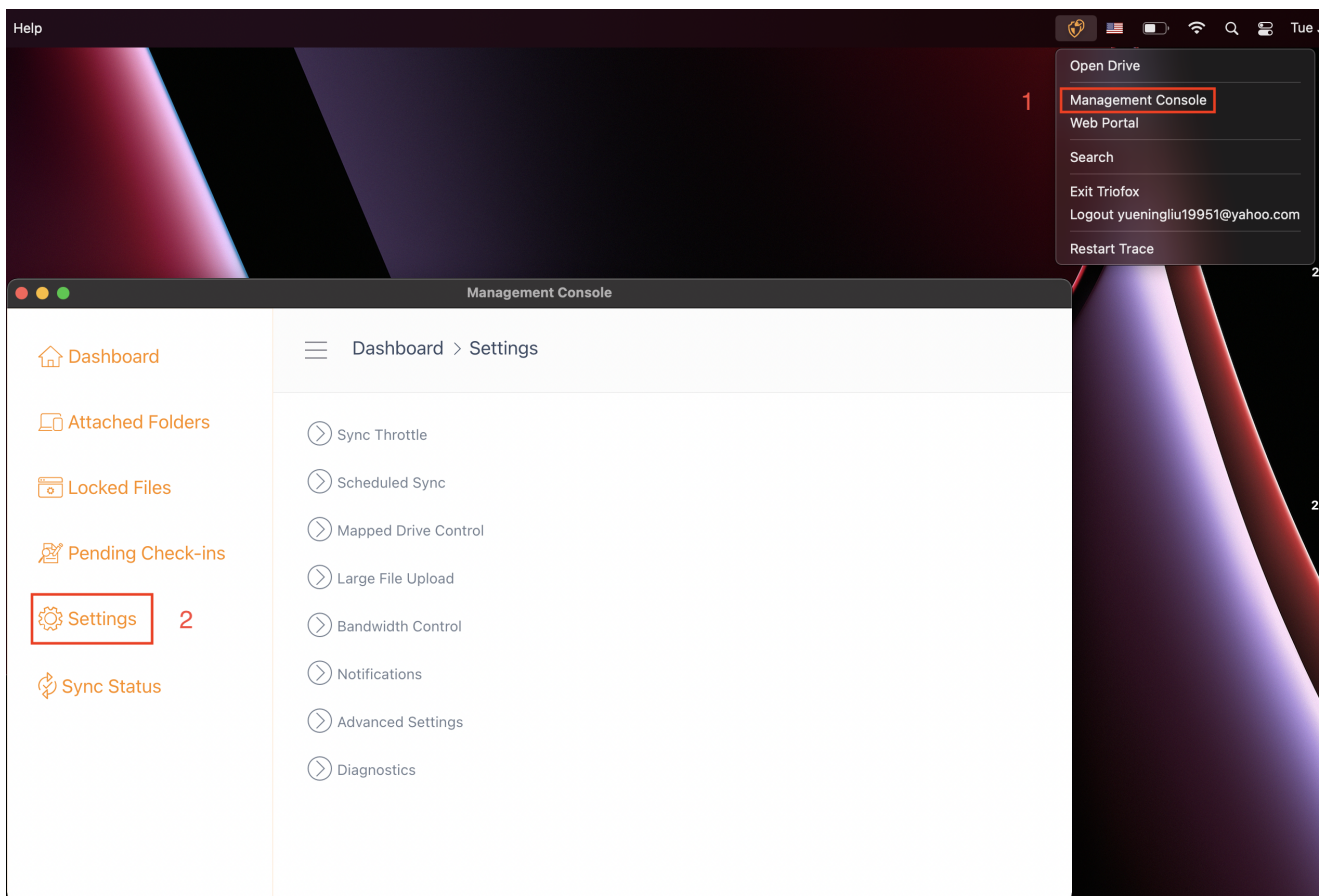 Help
Tue
Open Drive
1
Management Console
Web Portal
Search
Exit Triofox
Logout yueningliu19951@yahoo.com
Restart Trace
2
Management Console
Dashboard
Attached Folders
Locked Files
Pending Check-ins
Settings
2
Sync Status
Dashboard > Settings
Sync Throttle
Scheduled Sync
Mapped Drive Control
Large File Upload
Bandwidth Control
Notifications
Advanced Settings
Diagnostics
2